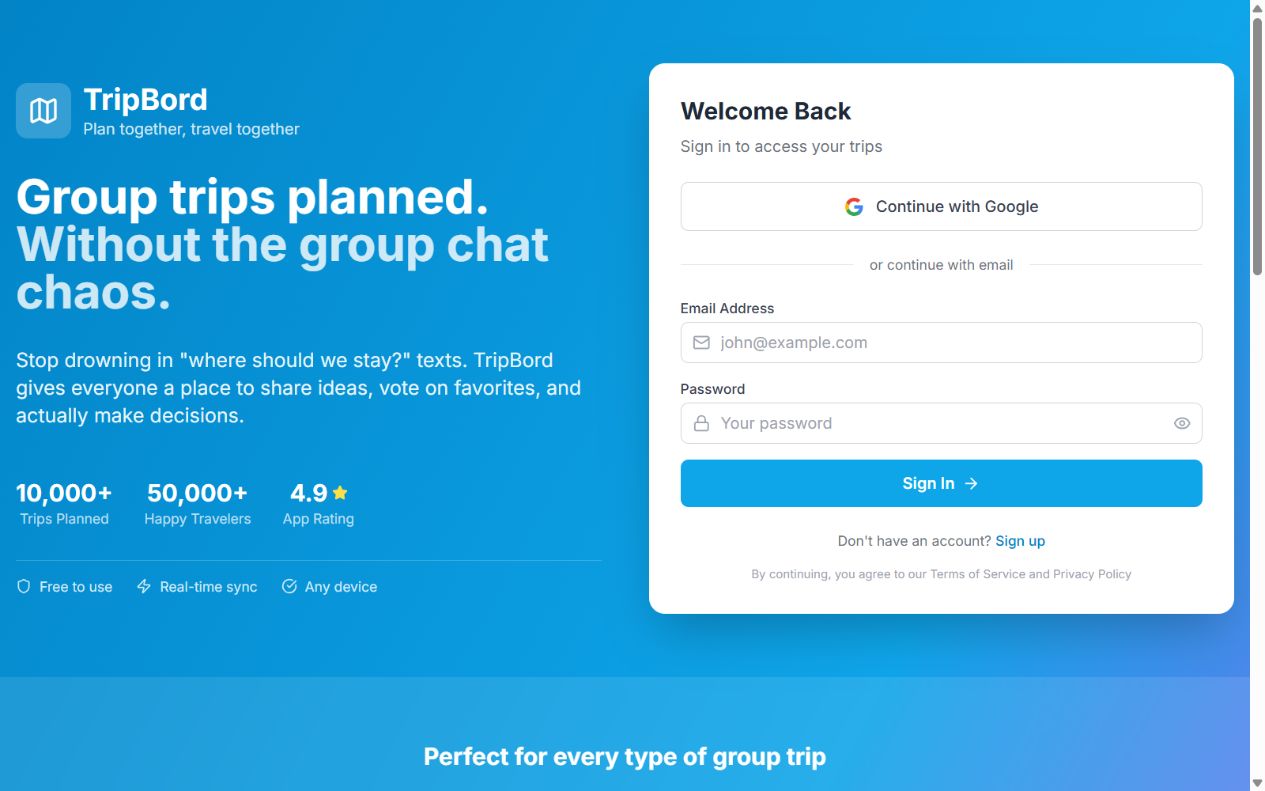 TripBord
Plan together, travel together
Group trips planned.
Without the group chat
chaos.
Stop drowning in "where should we stay?" texts. TripBord
gives everyone a place to share ideas, vote on favorites, and
actually make decisions.
10,000+ 50,000+ 4.9
Trips Planned Happy Travelers App Rating
Free to use Real-time sync Any device
Welcome Back
Sign in to access your trips
Continue with Google
or continue with email
Email Address
john@example.com
Password
Your password
Sign In →
Don't have an account? Sign up
By continuing, you agree to our Terms of Service and Privacy Policy
Perfect for every type of group trip